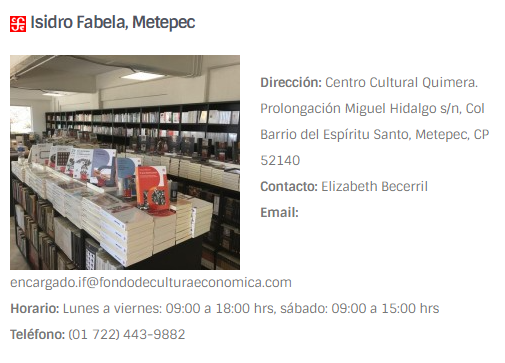 Isidro Fabela, Metepec
Dirección: Centro Cultural Quimera.
Prolongación Miguel Hidalgo s/n, Col
Barrio del Espíritu Santo, Metepec, CP
52140
Contacto: Elizabeth Becerril
Email:
encargado.if@fondodeculturaeconomica.com
Horario: Lunes a viernes: 09:00 a 18:00 hrs, sábado: 09:00 a 15:00 hrs
Teléfono: (01 722) 443-9882